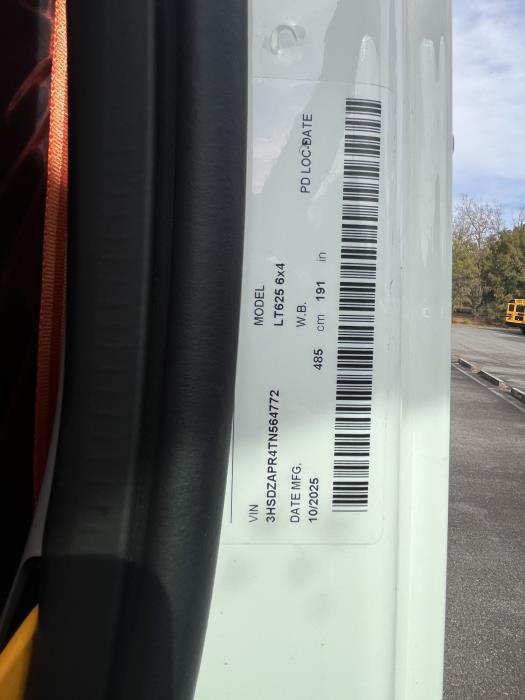 VIN MODEL
3HSDZAPR4TN564772 LT625 6x4
DATE MFG. W.B. PD LOC-DATE
10/2025 485 cm 191 in